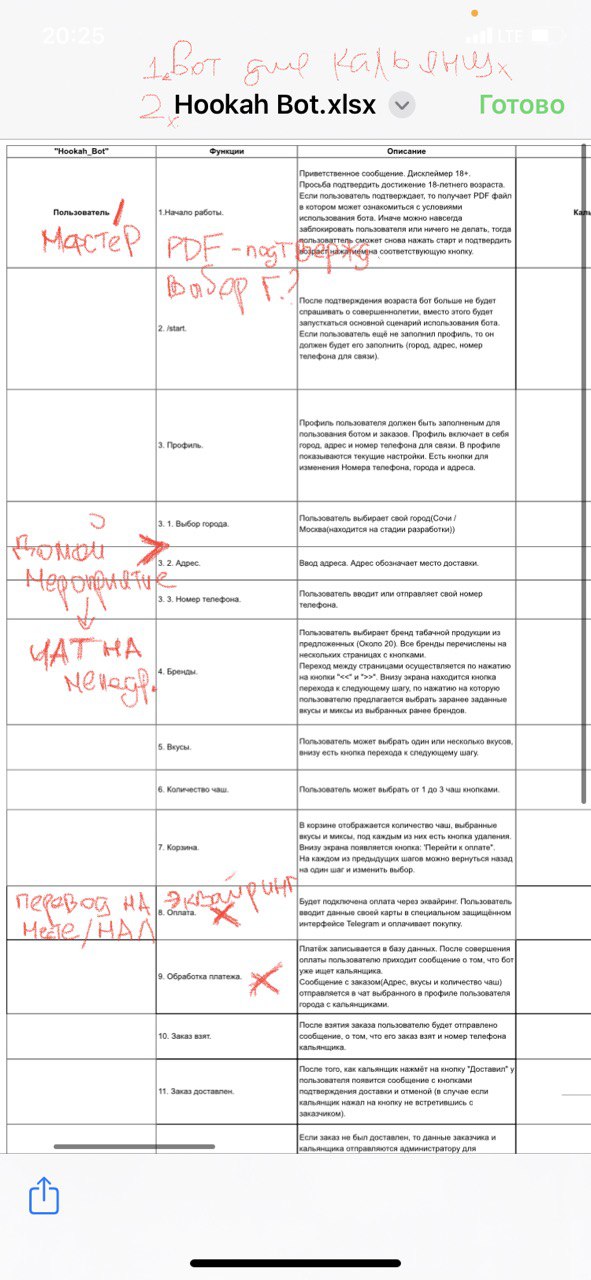 20:25
LTE
1. Вот дле кальянщ х
2 х
Hookah Bot.xlsx
Готово
"Hookah_Bot"
Функции
Описание
Пользователь /
Мастер
1.Начало работы.
Приветственное сообщение. Дисклеймер 18+.
Просьба подтвердить достижение 18-летнего возраста.
Если пользователь подтверждает, то получает PDF файл
в котором может ознакомиться с условиями
использования бота. Иначе можно навсегда
заблокировать пользователя или ничего не делать, тогда
пользователь сможет снова нажать start и подтвердить
возраст нажатием на соответствующую кнопку.
Каль
PDF - подтвержд.
Выбор Г.?
2. /start.
После подтверждения возраста бот больше не будет
спрашивать о совершеннолетии, вместо этого будет
запускаться основной сценарий использования бота.
Если пользователь ещё не заполнил профиль, то он
должен будет его заполнить (город, адрес, номер
телефона для связи).
3. Профиль.
Профиль пользователя должен быть заполненым для
пользования ботом и заказов. Профиль включает в себя
город, адрес и номер телефона для связи. В профиле
показываются текущие настройки. Есть кнопки для
изменения Номера телефона, города и адреса.
3. 1. Выбор города.
Пользователь выбирает свой город(Сочи /
Москва(находится на стадии разработки))
Домой >
Мероприятие
3. 2. Адрес.
Ввод адреса. Адрес обозначает место доставки.
3. 3. Номер телефона.
Пользователь вводит или отправляет свой номер
телефона.
ЧАТ НА
менедж.
4. Бренды.
Пользователь выбирает бренд табачной продукции из
предложенных (Около 20). Все бренды перечислены на
нескольких страницах с кнопками.
Переход между страницами осуществляется по нажатию
на кнопки "<<" и ">>". Внизу экрана находится кнопка
перехода к следующему шагу, по нажатию на которую
пользователю предлагается выбрать заранее заданные
вкусы и миксы из выбранных ранее брендов.
5. Вкусы.
Пользователь может выбрать один или несколько вкусов,
внизу есть кнопка перехода к следующему шагу.
6. Количество чаш.
Пользователь может выбрать от 1 до 3 чаш кнопками.
7. Корзина.
В корзине отображается количество чаш, выбранные
вкусы и миксы, под каждым из них есть кнопка удаления.
Внизу экрана появляется кнопка: 'Перейти к оплате".
На каждом из предыдущих шагов можно вернуться назад
на один шаг и изменить выбор.
перевод на
месте/НАЛ
эквайринг
8. Оплата.
Будет подключена оплата через эквайринг. Пользователь
вводит данные своей карты в специальном защищённом
интерфейсе Telegram и оплачивает покупку.
9. Обработка платежа.
Платёж записывается в базу данных. После совершения
оплаты пользователю приходит сообщение о том, что бот
уже ищет кальянщика.
Сообщение с заказом(Адрес, вкусы и количество чаш)
отправляется в чат выбранного в профиле пользователя
города с кальянщиками.
10. Заказ взят.
После взятия заказа пользователю будет отправлено
сообщение, о том, что его заказ взят и номер телефона
кальянщика.
11. Заказ доставлен.
После того, как кальянщик нажмёт на кнопку "Доставил" у
пользователя появится сообщение с кнопками
подтверждения доставки и отменой (в случае если
кальянщик нажал на кнопку не встретившись с
заказчиком).
Если заказ не был доставлен, то данные заказчика и
кальянщика отправляются администратору для